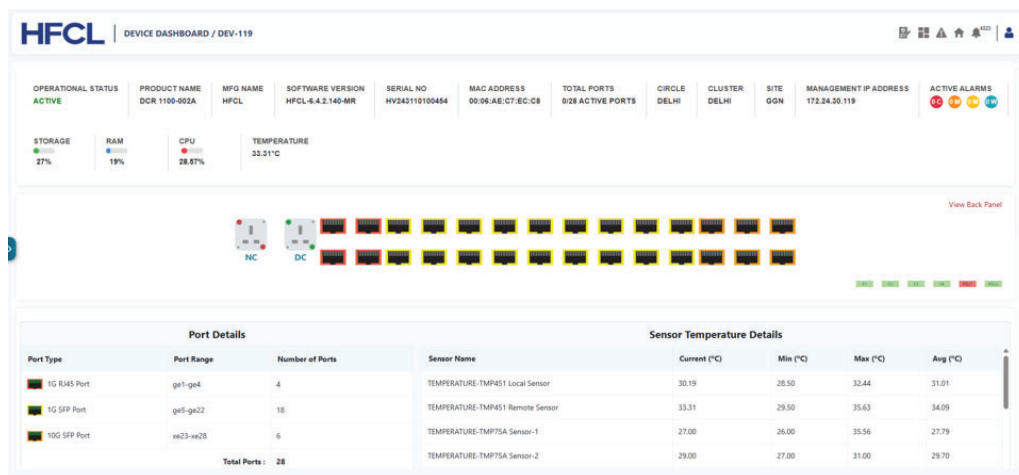 HFCL DEVICE DASHBOARD / DEV-119
OPERATIONAL STATUS PRODUCT NAME MFG NAME SOFTWARE VERSION SERIAL NO MAC ADDRESS TOTAL PORTS CIRCLE CLUSTER SITE MANAGEMENT IP ADDRESS ACTIVE ALARMS
ACTIVE DCR 1100-002A HFCL HFCL-6.4.2.140-MR HV243110100454 00:06:AE:C7:EC:C8 0/28 ACTIVE PORTS DELHI DELHI GGN 172.24.30.119 0 C 0 M 0 M 0 W
STORAGE RAM CPU TEMPERATURE
33.31°C
27% 19% 28.57%
View Back Panel
NC DC
Port Details Sensor Temperature Details
Port Type Port Range Number of Ports Sensor Name Current (°C) Min (°C) Max (°C) Avg (°C)
1G RJ45 Port ge1-ge4 4 TEMPERATURE-TMP451 Local Sensor 30.19 28.50 32.44 31.01
1G SFP Port ge5-ge22 18 TEMPERATURE-TMP451 Remote Sensor 33.31 29.50 35.63 34.09
10G SFP Port xe23-xe28 6 TEMPERATURE-TMP75A Sensor-1 27.00 26.00 35.56 27.79
Total Ports : 28 TEMPERATURE-TMP75A Sensor-2 29.00 27.00 31.00 29.70